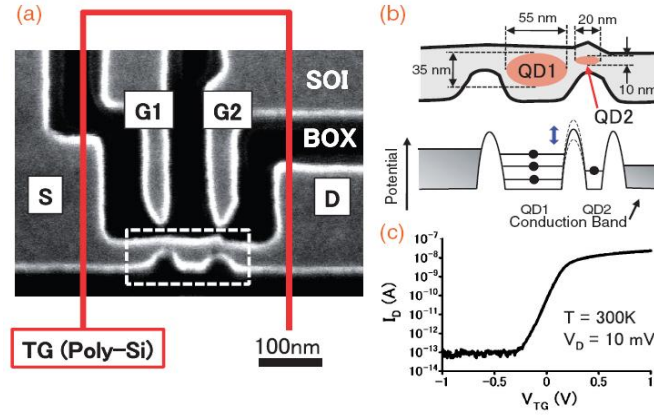 (a)
G1
G2
SOI
BOX
S
D
TG (Poly-Si)
100nm
(b)
55 nm
20 nm
35 nm
QD1
10 nm
QD2
Potential
QD1
QD2
Conduction Band
(c)
I_D (A)
10⁻⁷
10⁻⁸
10⁻⁹
10⁻¹⁰
10⁻¹¹
10⁻¹²
10⁻¹³
10⁻¹⁴
T = 300K
V_D = 10 mV
-1
-0.5
0
0.5
1
V_TG (V)